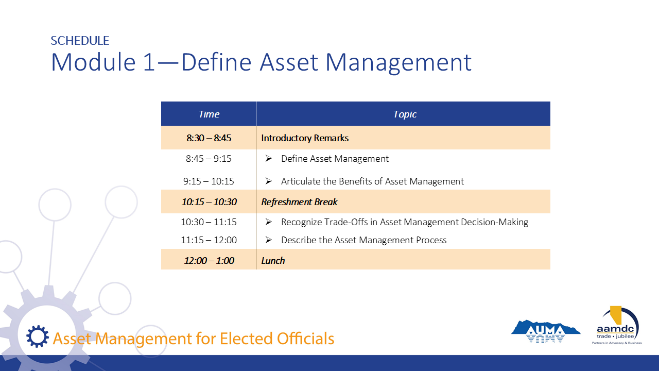 SCHEDULE
Module 1—Define Asset Management
Time Topic
8:30 – 8:45 Introductory Remarks
8:45 – 9:15 ➢ Define Asset Management
9:15 – 10:15 ➢ Articulate the Benefits of Asset Management
10:15 – 10:30 Refreshment Break
10:30 – 11:15 ➢ Recognize Trade-Offs in Asset Management Decision-Making
11:15 – 12:00 ➢ Describe the Asset Management Process
12:00 – 1:00 Lunch
Asset Management for Elected Officials
AUMA
aamdc
trade • jubilee